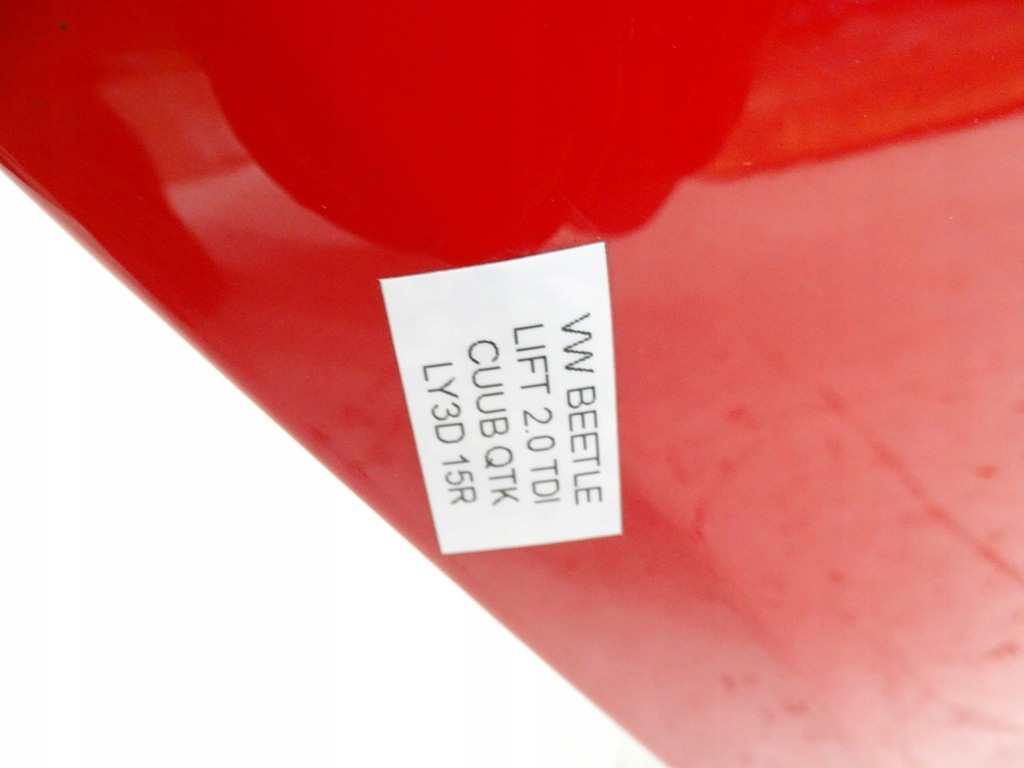 VW BEETLE
LIFT 2.0 TDI
CUUB QTK
LY3D 15R